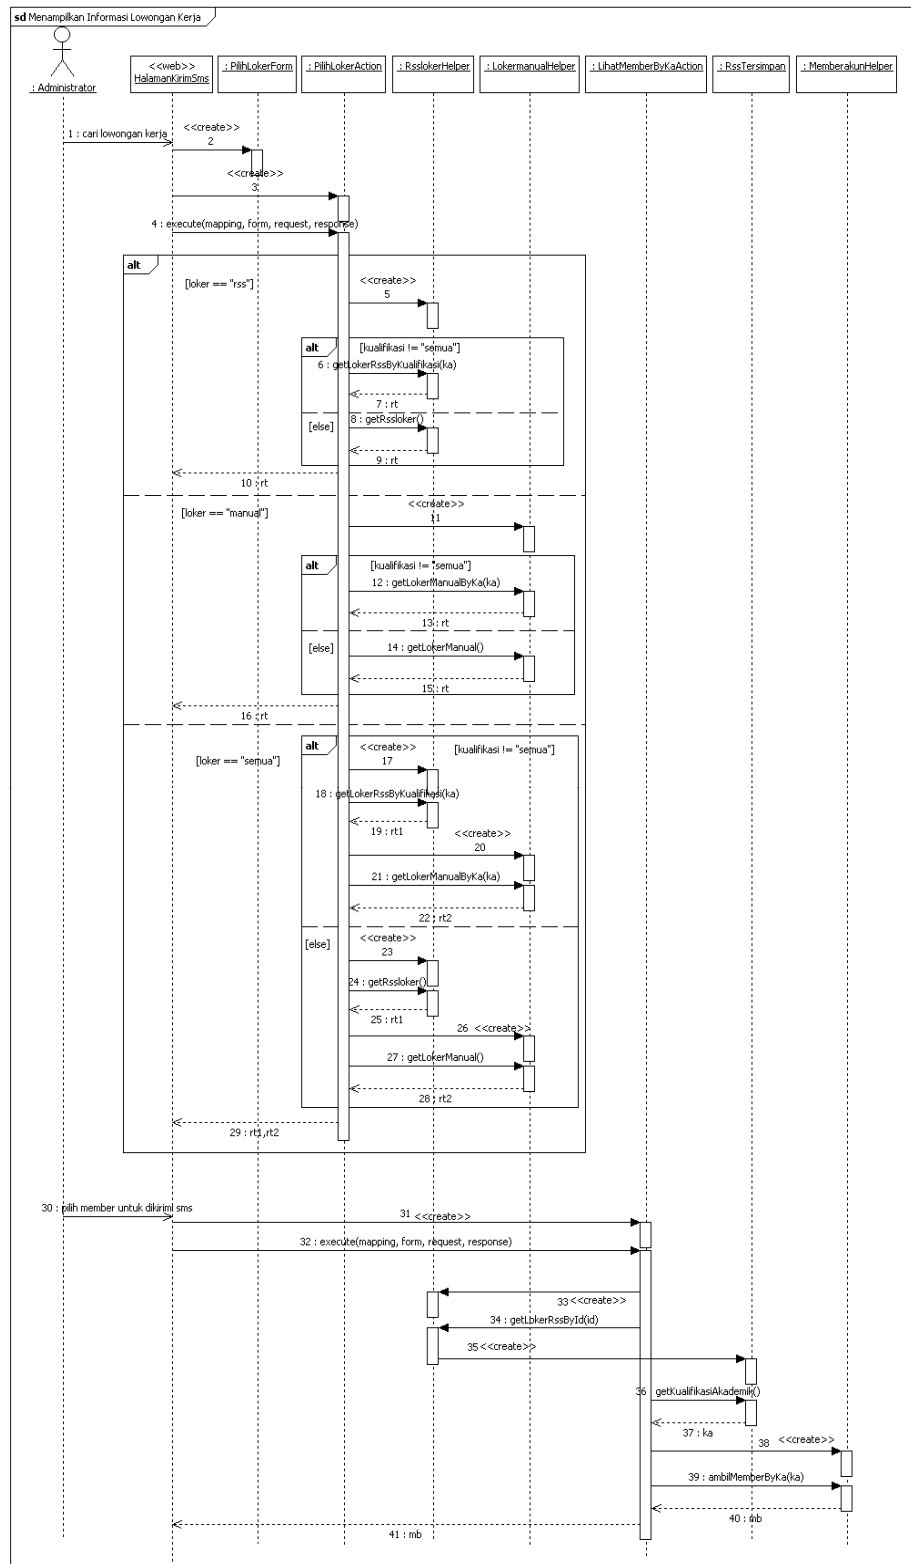 sd Menampilkan Informasi Lowongan Kerja
: Administrator
<<web>>
HalamanKirimSms
: PilihLokerForm
: PilihLokerAction
: RsslokerHelper
: LokermanualHelper
: LihatMemberByKaAction
: RssTersimpan
: MemberakunHelper
1 : cari lowongan kerja
<<create>>
2
<<create>>
3
4 : execute(mapping, form, request, response)
alt
[loker == "rss"]
<<create>>
5
alt
[kualifikasi != "semua"]
6 : getLokerRssByKualifikasi(ka)
7 : rt
[else]
8 : getRssloker()
9 : rt
10 : rt
[loker == "manual"]
<<create>>
11
alt
[kualifikasi != "semua"]
12 : getLokerManualByKa(ka)
13 : rt
[else]
14 : getLokerManual()
15 : rt
16 : rt
[loker == "semua"]
alt
[kualifikasi != "semua"]
<<create>>
17
18 : getLokerRssByKualifikasi(ka)
19 : rt1
<<create>>
20
21 : getLokerManualByKa(ka)
22 : rt2
[else]
<<create>>
23
24 : getRssloker()
25 : rt1
26 <<create>>
27 : getLokerManual()
28 : rt2
29 : rt1,rt2
30 : pilih member untuk dikirimi sms
31 <<create>>
32 : execute(mapping, form, request, response)
33 <<create>>
34 : getLokerRssById(id)
35 <<create>>
36 getKualifikasiAkademik()
37 : ka
38 <<create>>
39 : ambilMemberByKa(ka)
40 : mb
41 : mb